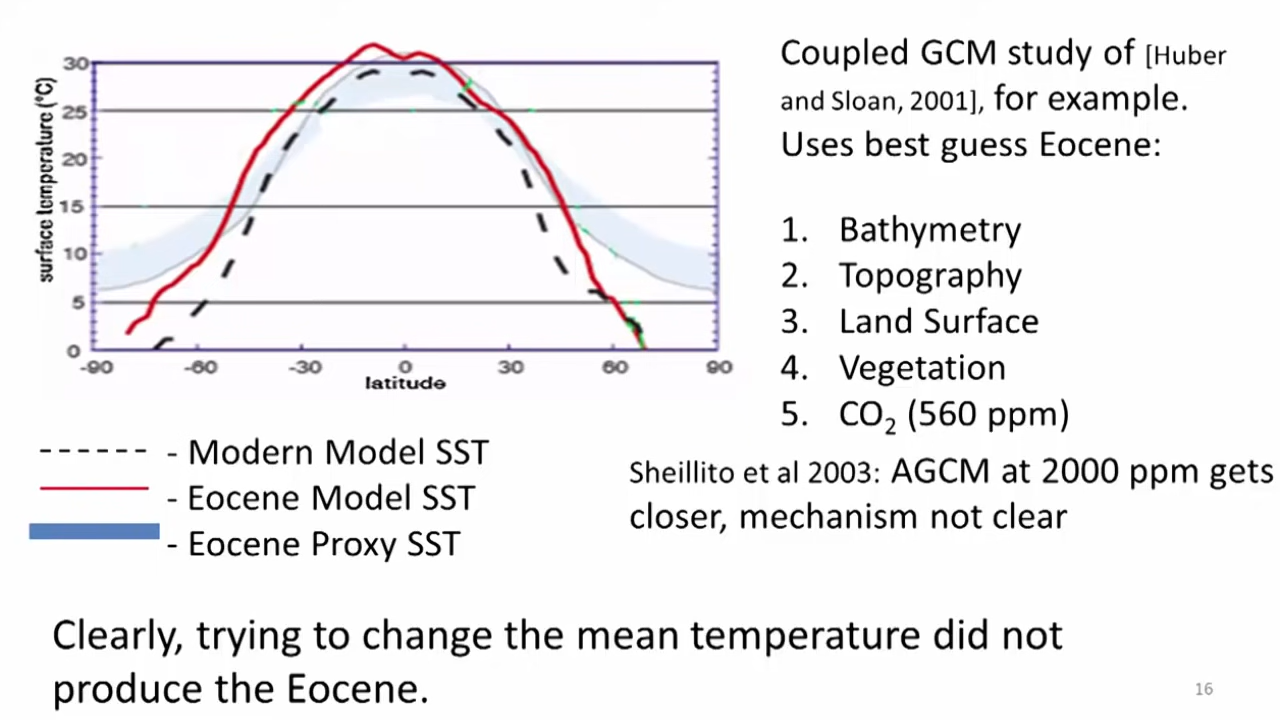 surface temperature (°C)
30
25
20
15
10
5
0
-90 -60 -30 0 30 60 90
latitude
- Modern Model SST
- Eocene Model SST
- Eocene Proxy SST
Coupled GCM study of [Huber
and Sloan, 2001], for example.
Uses best guess Eocene:
1. Bathymetry
2. Topography
3. Land Surface
4. Vegetation
5. CO₂ (560 ppm)
Sheillito et al 2003: AGCM at 2000 ppm gets
closer, mechanism not clear
Clearly, trying to change the mean temperature did not
produce the Eocene.
16